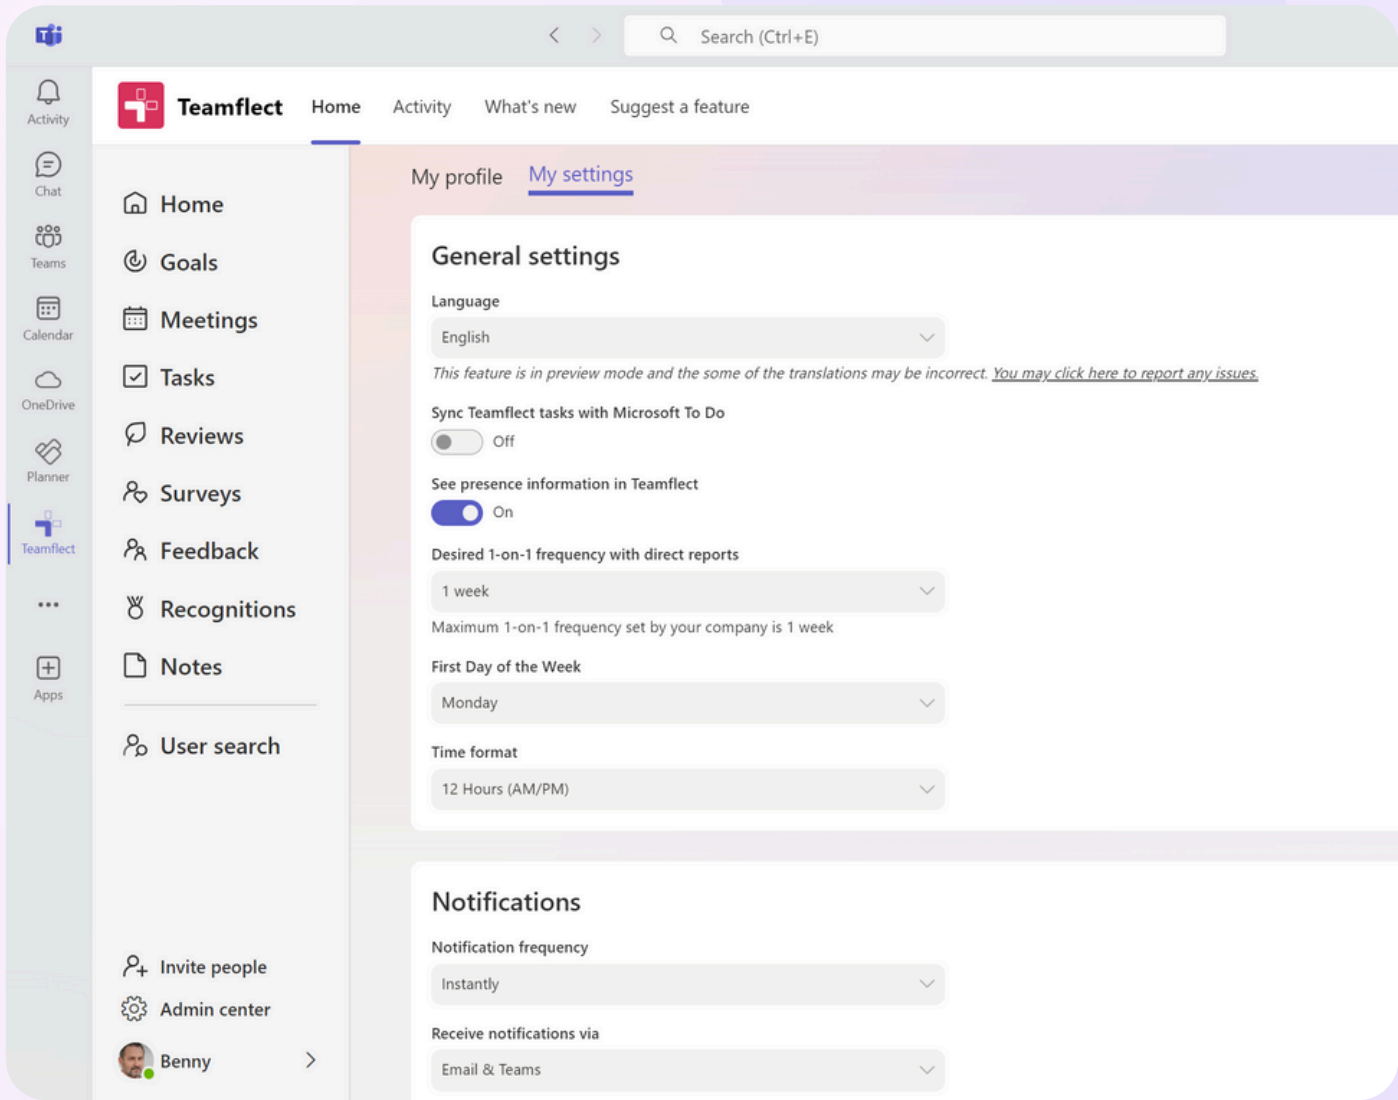 Search (Ctrl+E)
Activity
Chat
Teams
Calendar
OneDrive
Planner
Teamflect
Apps
Teamflect Home Activity What's new Suggest a feature
Home
Goals
Meetings
Tasks
Reviews
Surveys
Feedback
Recognitions
Notes
User search
Invite people
Admin center
Benny
My profile My settings
General settings
Language
English
This feature is in preview mode and the some of the translations may be incorrect. You may click here to report any issues.
Sync Teamflect tasks with Microsoft To Do
Off
See presence information in Teamflect
On
Desired 1-on-1 frequency with direct reports
1 week
Maximum 1-on-1 frequency set by your company is 1 week
First Day of the Week
Monday
Time format
12 Hours (AM/PM)
Notifications
Notification frequency
Instantly
Receive notifications via
Email & Teams